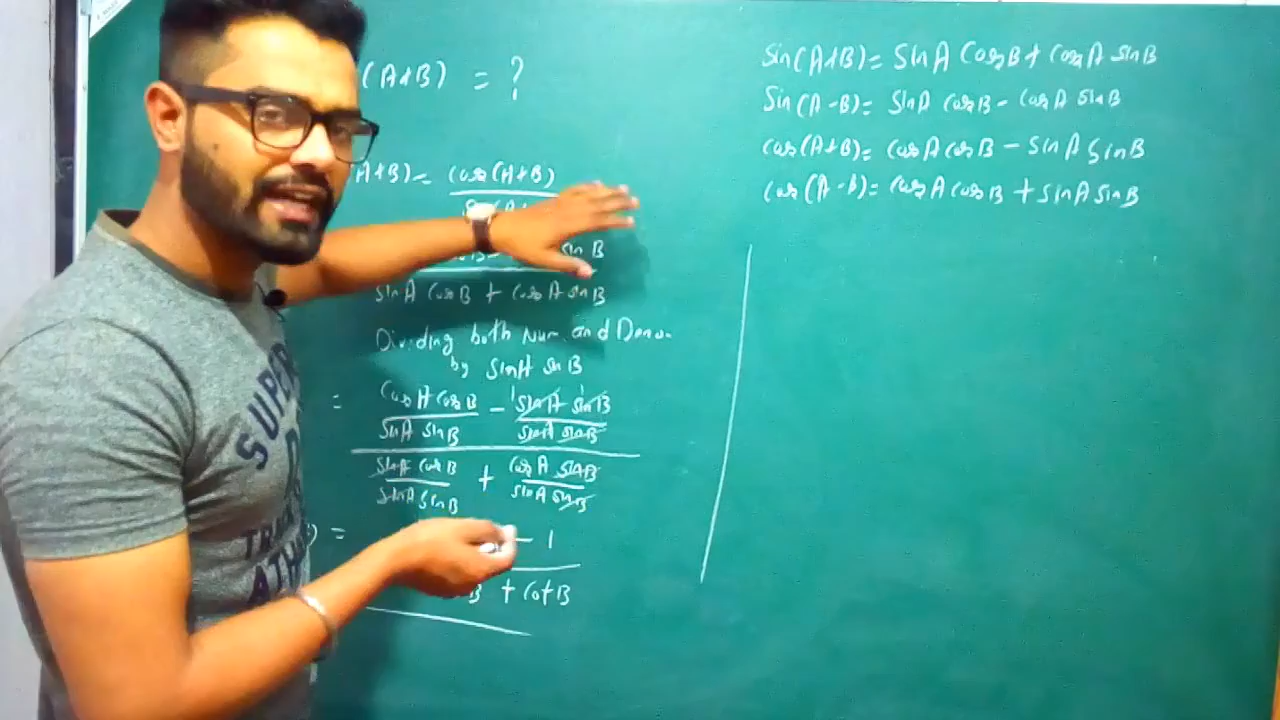 (A+B) = ?
A+B) = cos(A+B)
sin B
sinA cosB + cosA sinB
Dividing both Num. and Deno.
by sinA sinB
= cosA cosB - sinA sinB
sinA sinB sinA sinB
sinA cosB + cosA sinB
sinA sinB sinA sinB
) = - 1
B + cotB
sin(A+B) = sinA cosB + cosA sinB
sin(A-B) = sinA cosB - cosA sinB
cos(A+B) = cosA cosB - sinA sinB
cos(A-B) = cosA cosB + sinA sinB
SUPER